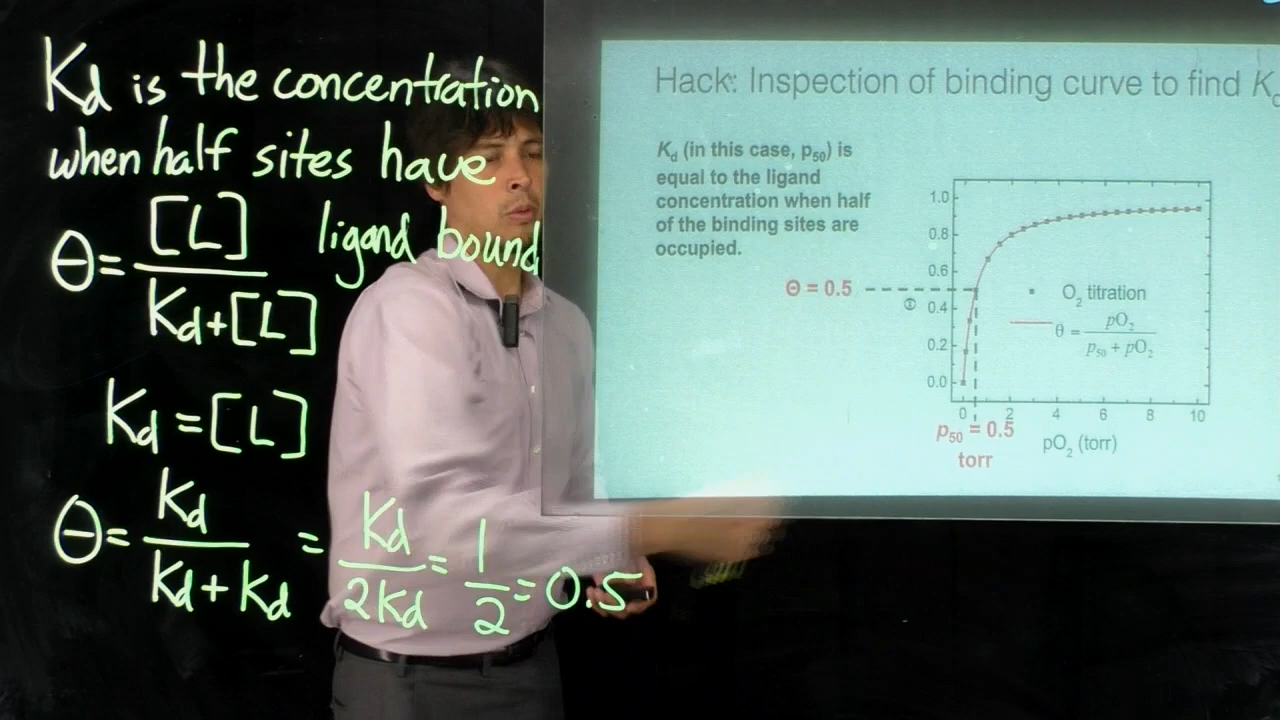 Kd is the concentration
when half sites have
ligand bound
Θ = [L] / Kd+[L]
Kd = [L]
Θ = Kd / Kd+Kd = Kd / 2Kd = 1/2 = 0.5
Hack: Inspection of binding curve to find Kd
Kd (in this case, p50) is
equal to the ligand
concentration when half
of the binding sites are
occupied.
Θ = 0.5
1.0
0.8
0.6
0.4
0.2
0.0
Θ
O2 titration
θ = pO2 / p50 + pO2
0 2 4 6 8 10
p50 = 0.5
torr
pO2 (torr)